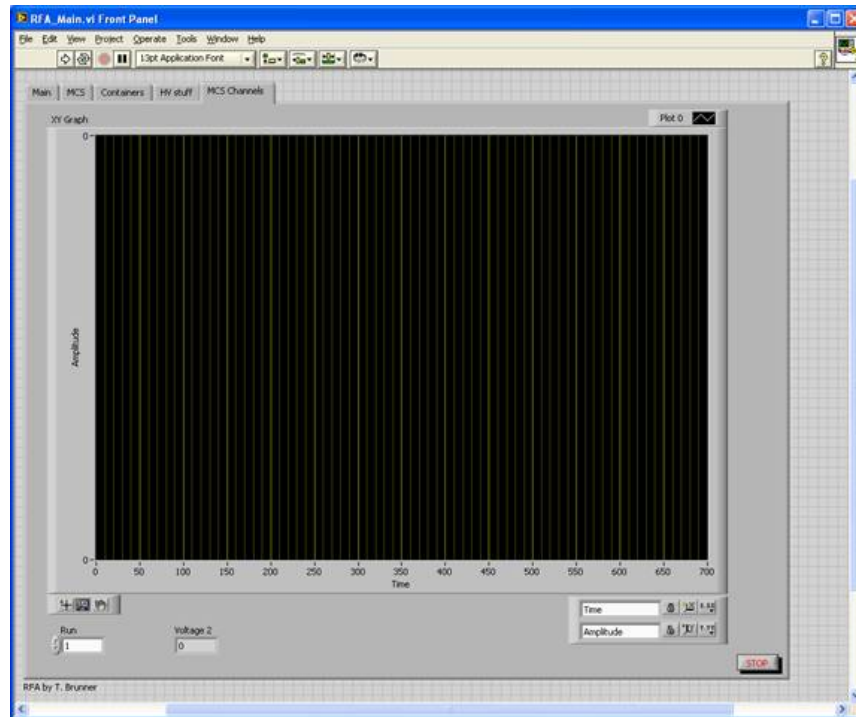 RFA_Main.vi Front Panel
File Edit View Project Operate Tools Window Help
13pt Application Font
Main MCS Containers HV stuff MCS Channels
XY Graph
Plot 0
0
Amplitude
0
0 50 100 150 200 250 300 350 400 450 500 550 600 650 700
Time
Time
Amplitude
Run
1
Voltage 2
0
STOP
RFA by T. Brunner